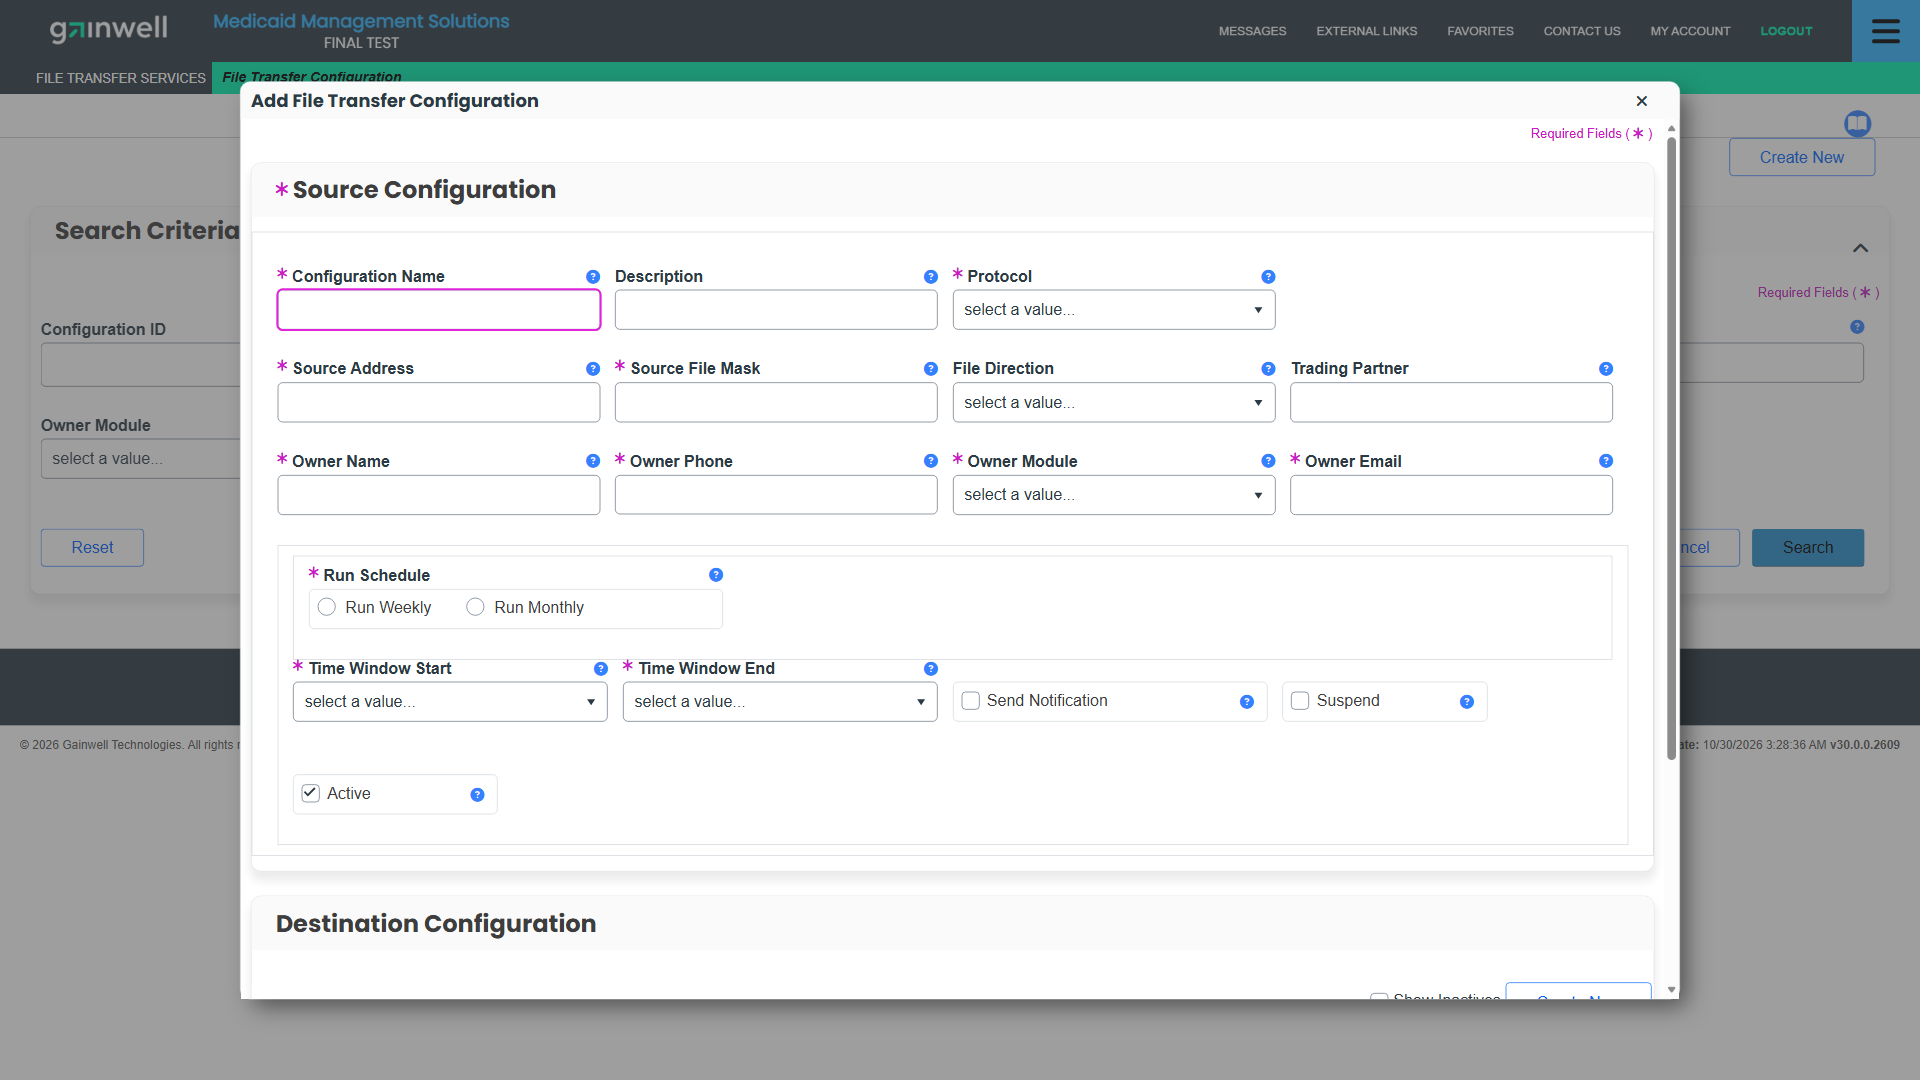 gainwell
Medicaid Management Solutions
FINAL TEST
MESSAGES
EXTERNAL LINKS
FAVORITES
CONTACT US
MY ACCOUNT
LOGOUT
FILE TRANSFER SERVICES
File Transfer Configuration
Add File Transfer Configuration
Required Fields ( * )
Create New
* Source Configuration
Search Criteria
* Configuration Name
Description
* Protocol
select a value...
Required Fields ( * )
Configuration ID
* Source Address
* Source File Mask
File Direction
Trading Partner
select a value...
Owner Module
select a value...
* Owner Name
* Owner Phone
* Owner Module
* Owner Email
select a value...
Reset
Search
* Run Schedule
Run Weekly
Run Monthly
* Time Window Start
* Time Window End
select a value...
select a value...
Send Notification
Suspend
© 2026 Gainwell Technologies. All rights
10/30/2026 3:28:36 AM v30.0.0.2609
Active
Destination Configuration
Show Inactives